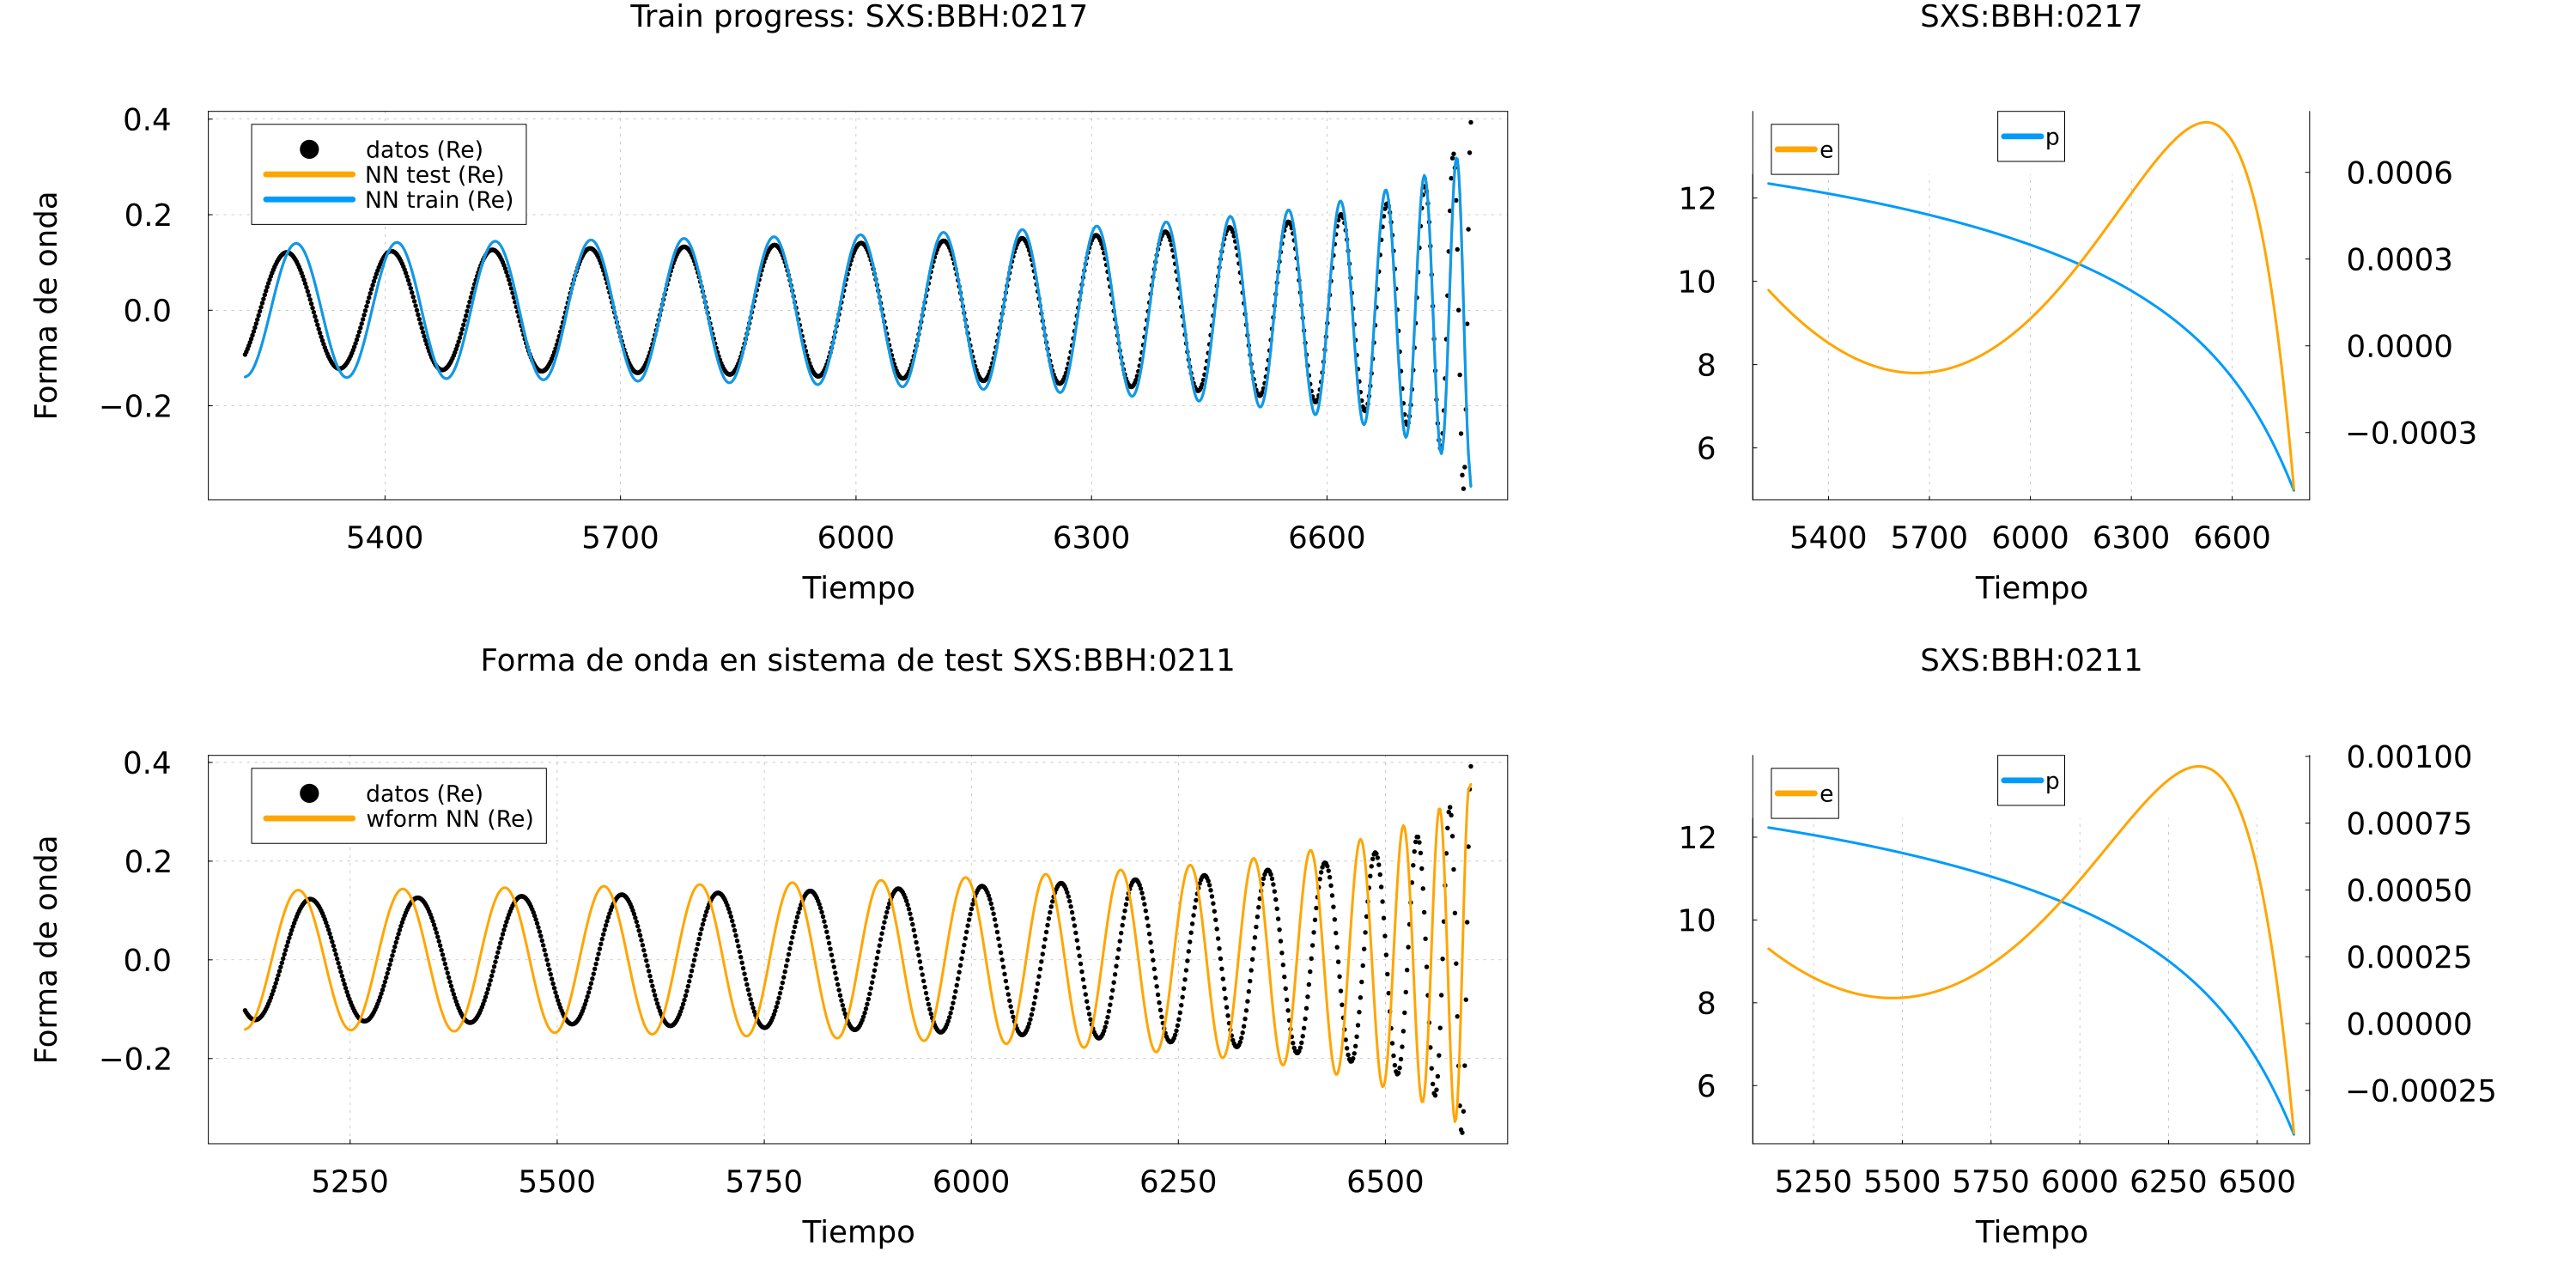 Train progress: SXS:BBH:0217
0.4
0.2
0.0
−0.2
Forma de onda
datos (Re)
NN test (Re)
NN train (Re)
5400 5700 6000 6300 6600
Tiempo
SXS:BBH:0217
12
10
8
6
e
p
0.0006
0.0003
0.0000
−0.0003
5400 5700 6000 6300 6600
Tiempo
Forma de onda en sistema de test SXS:BBH:0211
0.4
0.2
0.0
−0.2
Forma de onda
datos (Re)
wform NN (Re)
5250 5500 5750 6000 6250 6500
Tiempo
SXS:BBH:0211
12
10
8
6
e
p
0.00100
0.00075
0.00050
0.00025
0.00000
−0.00025
5250 5500 5750 6000 6250 6500
Tiempo